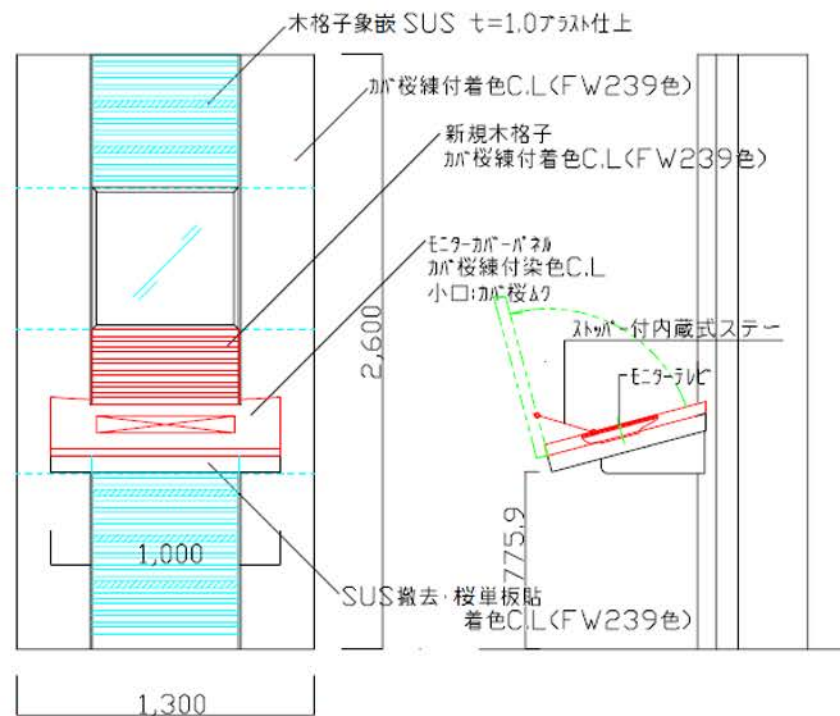 木格子象嵌 SUS t=1.0ブラスト仕上
カバ桜練付着色C.L(FW239色)
新規木格子
カバ桜練付着色C.L(FW239色)
モニターカバーパネル
カバ桜練付染色C.L
小口:カバ桜ムク
ストッパー付内蔵式ステー
モニターテレビ
2,600
775.9
1,000
SUS撤去・桜単板貼
着色C.L(FW239色)
1,300